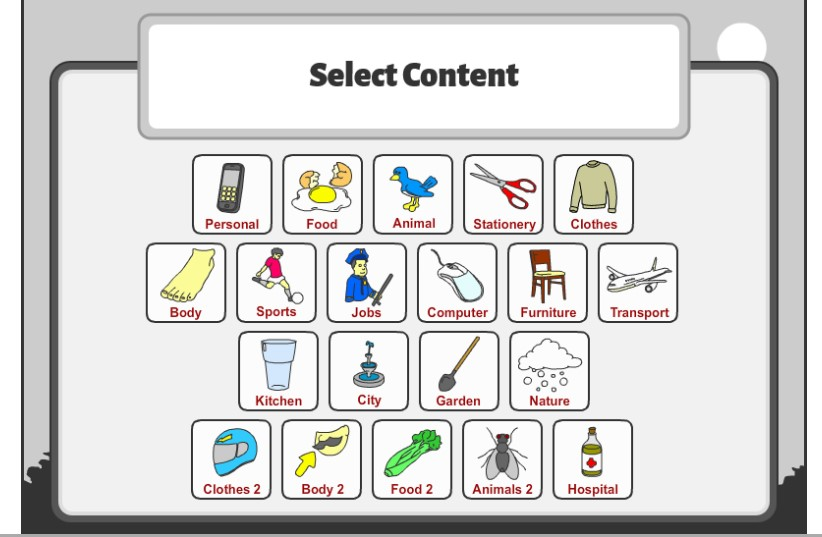 Select Content
Personal Food Animal Stationery Clothes
Body Sports Jobs Computer Furniture Transport
Kitchen City Garden Nature
Clothes 2 Body 2 Food 2 Animals 2 Hospital